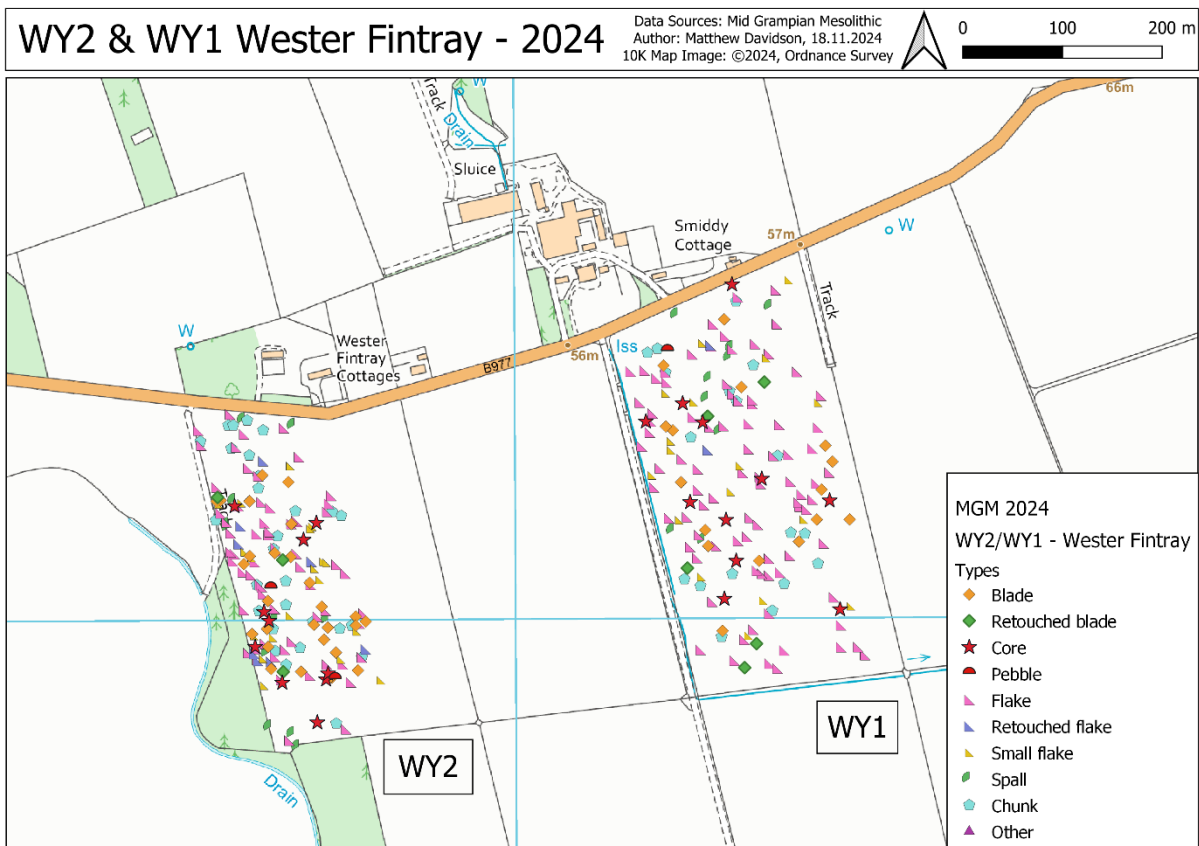 WY2 & WY1 Wester Fintray - 2024
Data Sources: Mid Grampian Mesolithic
Author: Matthew Davidson, 18.11.2024
10K Map Image: ©2024, Ordnance Survey
0 100 200 m
66m
Track
W
Drain
Sluice
Smiddy
Cottage
57m
W
Track
W
Wester
Fintray
Cottages
B977
56m
Iss
Track
MGM 2024
WY2/WY1 - Wester Fintray
Types
Blade
Retouched blade
Core
Pebble
Flake
Retouched flake
Small flake
Spall
Chunk
Other
WY1
WY2
Drain